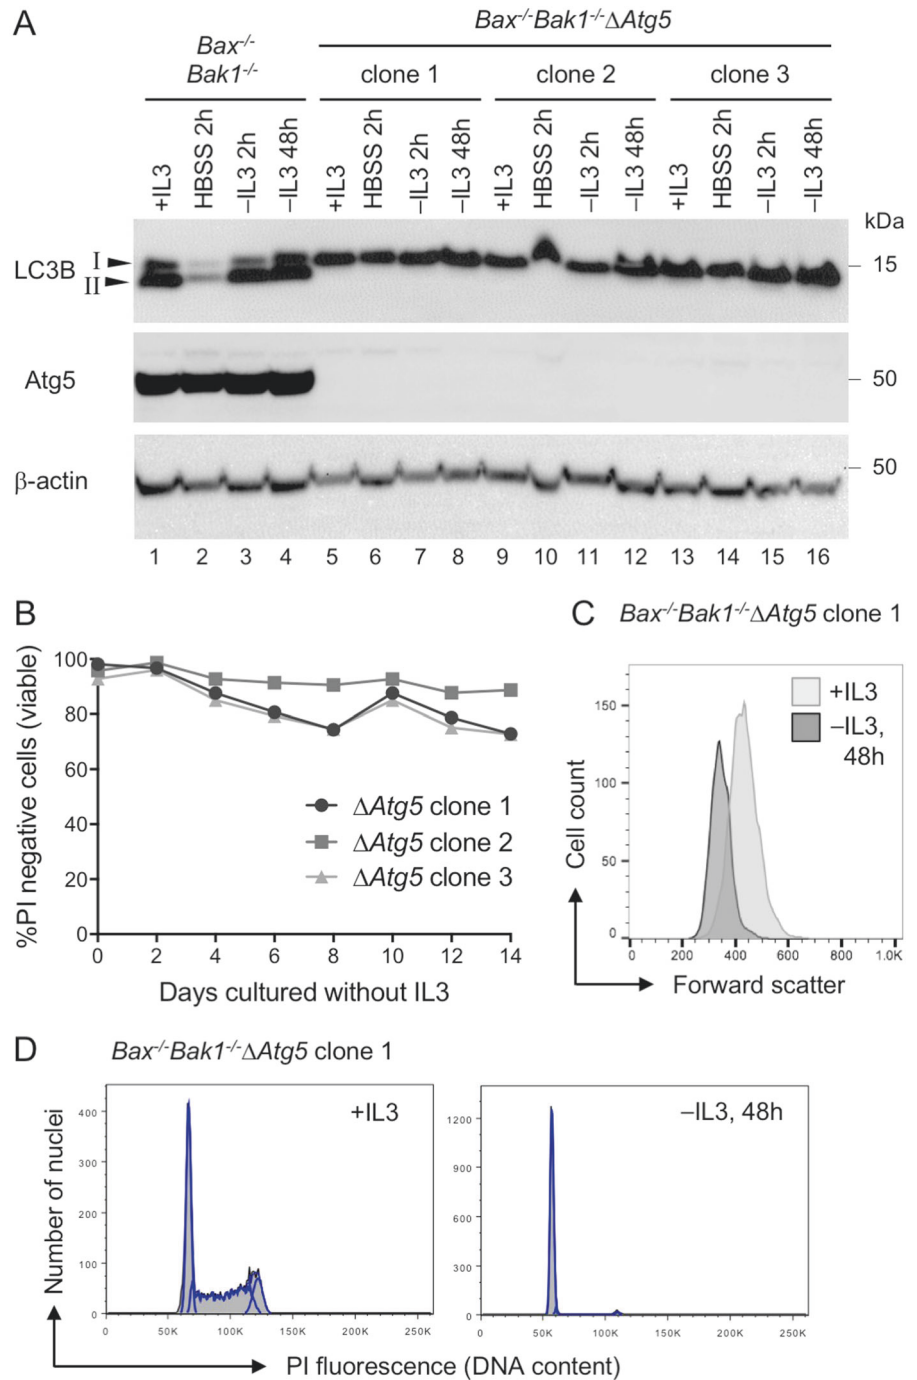 A
Bax-/-Bak1-/-ΔAtg5
Bax-/-
Bak1-/-
clone 1
clone 2
clone 3
+IL3
HBSS 2h
–IL3 2h
–IL3 48h
+IL3
HBSS 2h
–IL3 2h
–IL3 48h
+IL3
HBSS 2h
–IL3 2h
–IL3 48h
+IL3
HBSS 2h
–IL3 2h
–IL3 48h
kDa
LC3B
I
II
15
Atg5
50
β-actin
50
1 2 3 4 5 6 7 8 9 10 11 12 13 14 15 16
B
%PI negative cells (viable)
100
80
60
40
20
0
ΔAtg5 clone 1
ΔAtg5 clone 2
ΔAtg5 clone 3
0 2 4 6 8 10 12 14
Days cultured without IL3
C
Bax-/-Bak1-/-ΔAtg5 clone 1
+IL3
–IL3,
48h
Cell count
150
100
50
0
0 200 400 600 800 1.0K
Forward scatter
D
Bax-/-Bak1-/-ΔAtg5 clone 1
Number of nuclei
+IL3
400
300
200
100
0
0 50K 100K 150K 200K 250K
–IL3, 48h
1200
900
600
300
0
0 50K 100K 150K 200K 250K
PI fluorescence (DNA content)